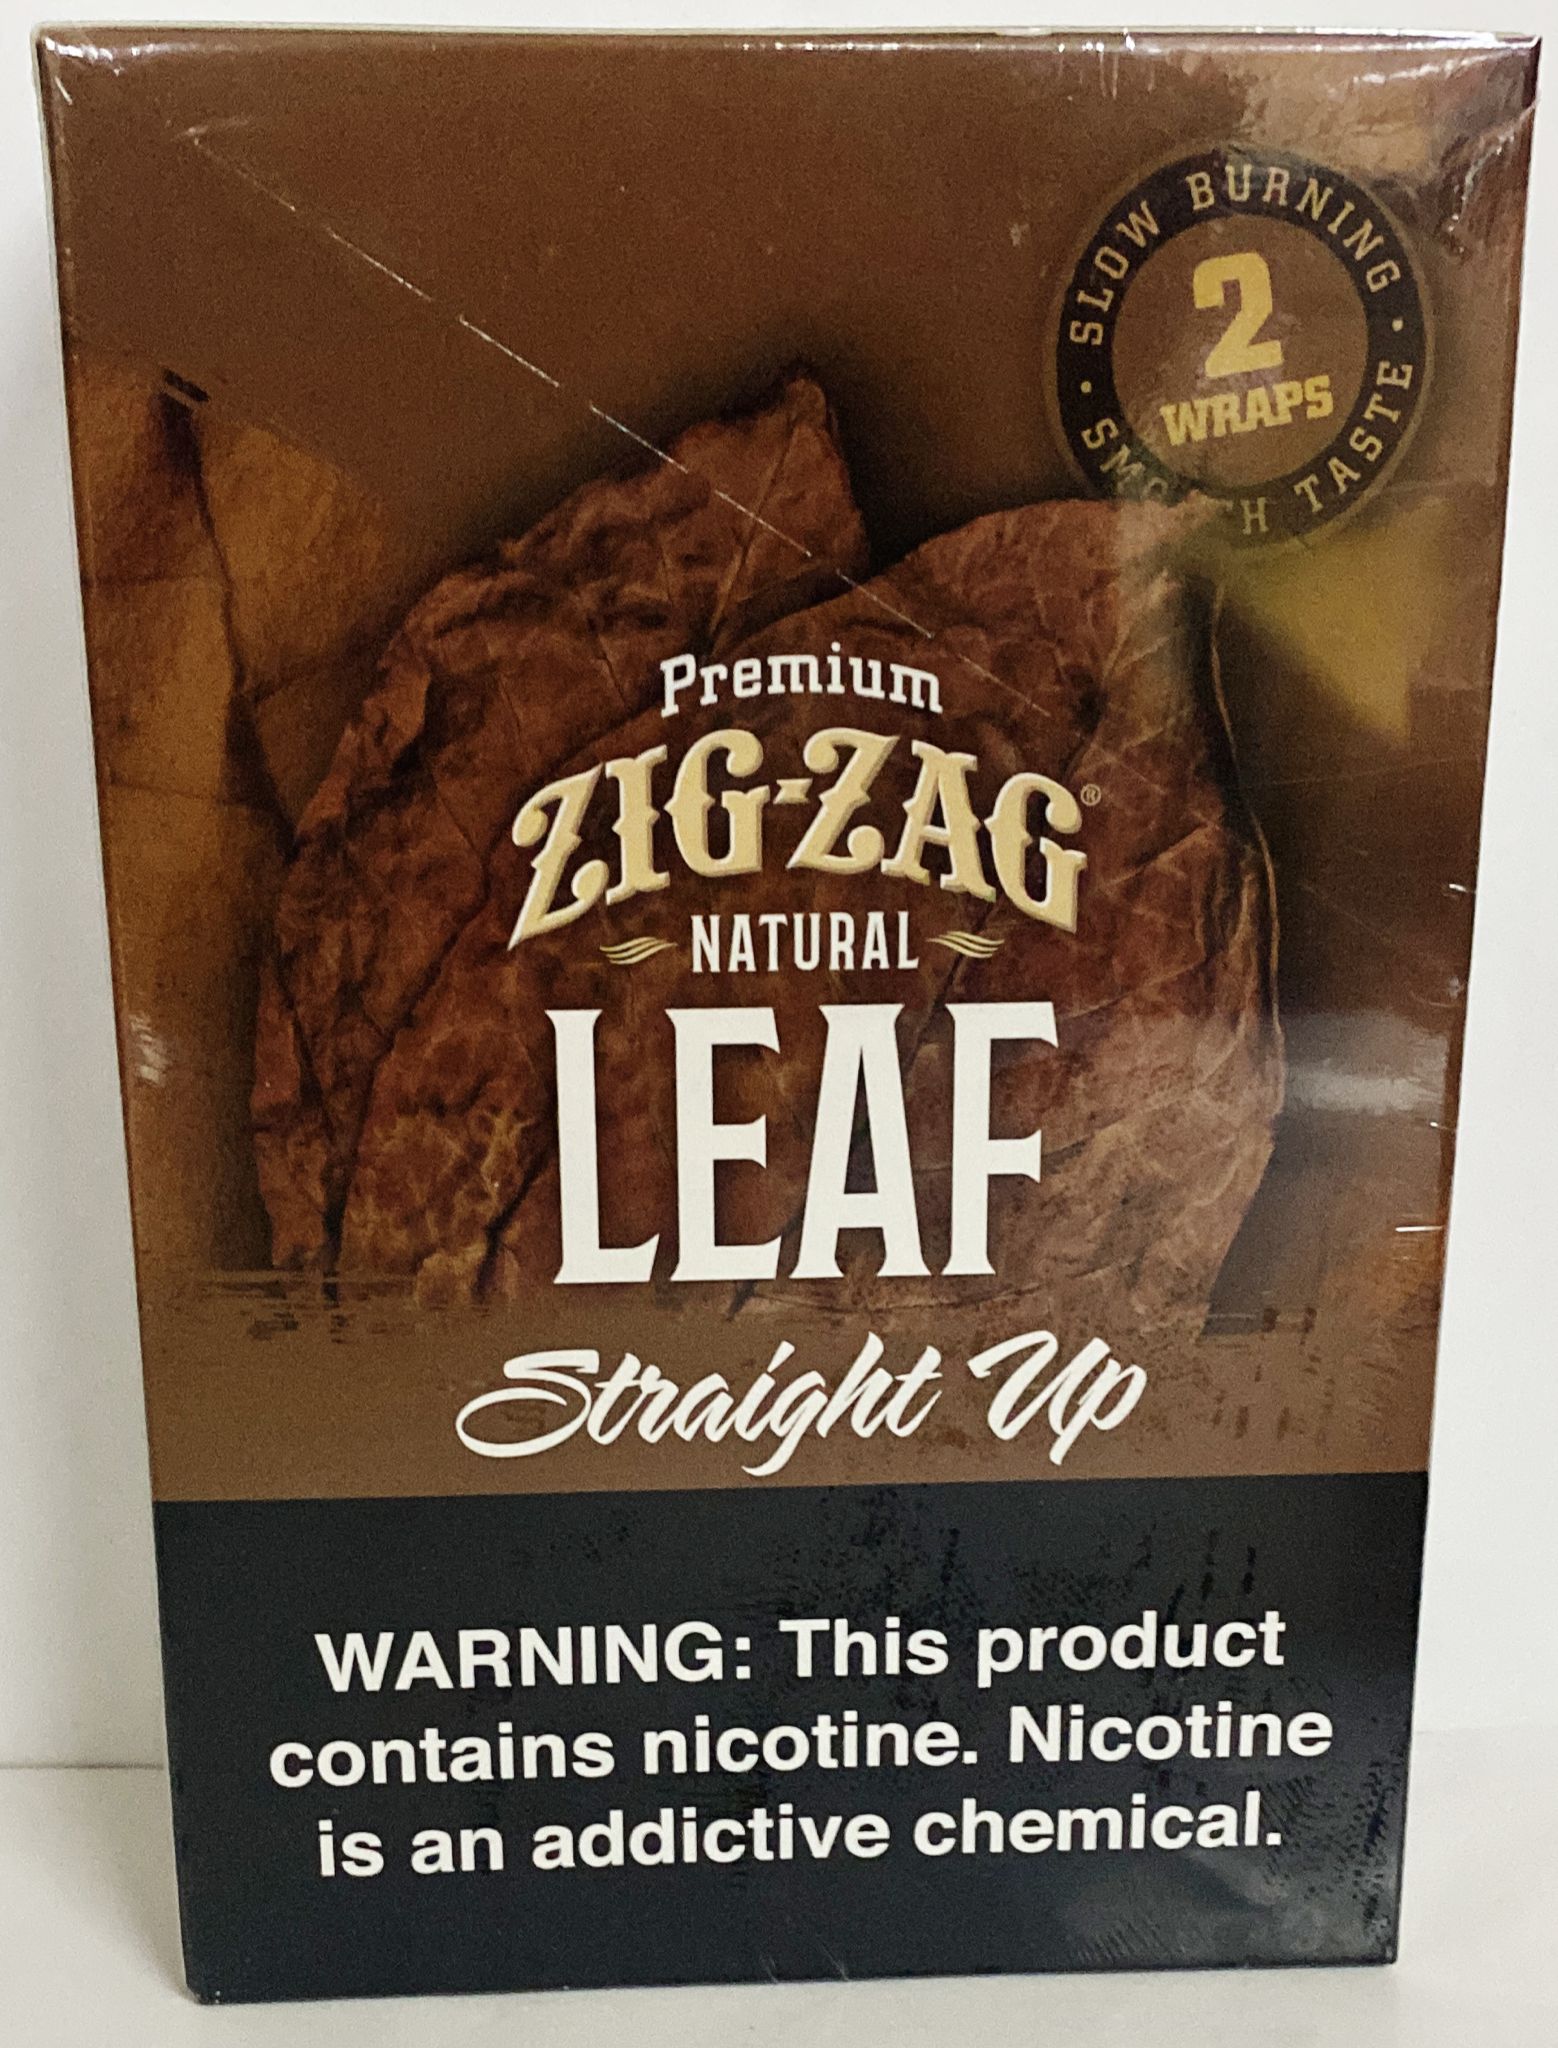 SLOW BURNING
2
WRAPS
SMOOTH TASTE
Premium
ZIG-ZAG®
NATURAL
LEAF
Straight Up
WARNING: This product
contains nicotine. Nicotine
is an addictive chemical.